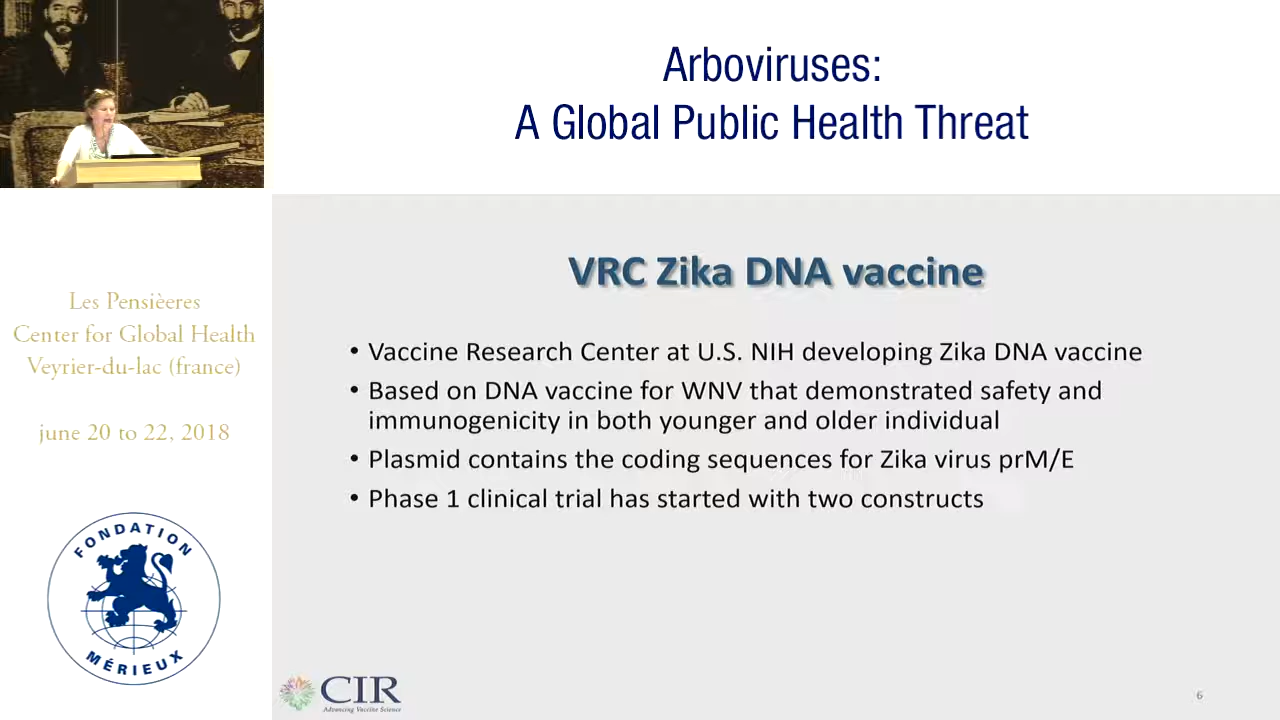 Arboviruses:
A Global Public Health Threat
Les Pensièeres
Center for Global Health
Veyrier-du-lac (france)
june 20 to 22, 2018
FONDATION
MÉRIEUX
VRC Zika DNA vaccine
• Vaccine Research Center at U.S. NIH developing Zika DNA vaccine
• Based on DNA vaccine for WNV that demonstrated safety and
immunogenicity in both younger and older individual
• Plasmid contains the coding sequences for Zika virus prM/E
• Phase 1 clinical trial has started with two constructs
CIR
Advancing Vaccine Science
6